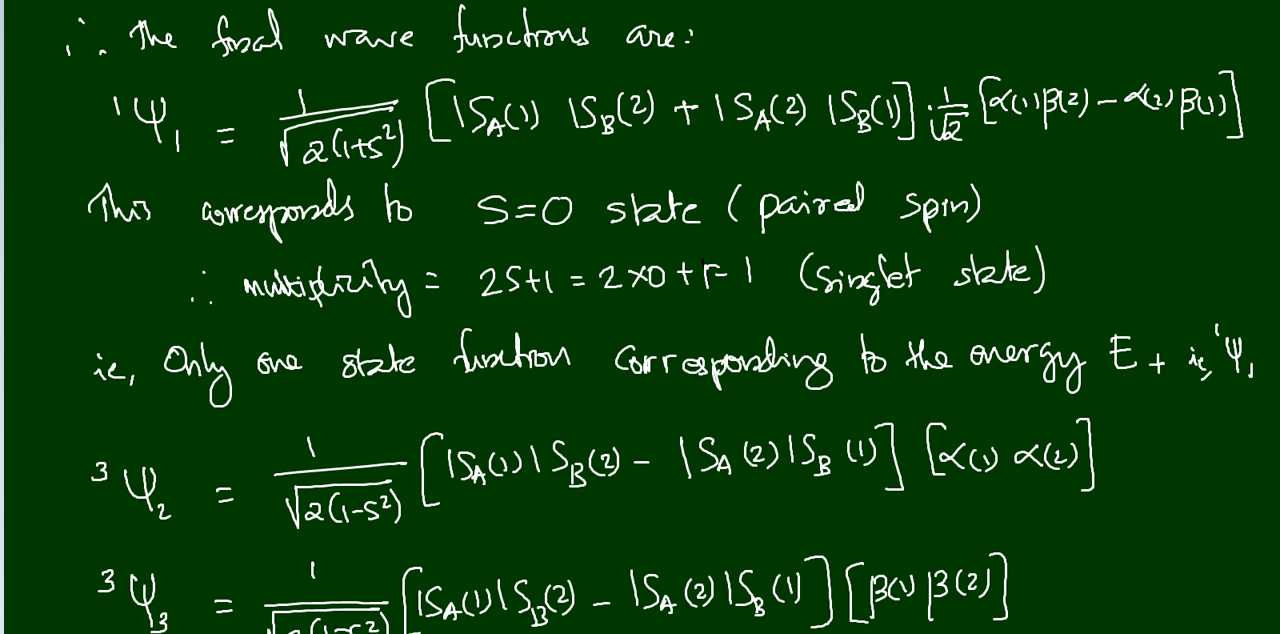 ∴ The final wave functions are:
¹Ψ₁ = 1/√2(1+S²) [1S_A(1) 1S_B(2) + 1S_A(2) 1S_B(1)] · 1/√2 [α(1)β(2) − α(2)β(1)]
This corresponds to S=0 state (paired spin)
∴ multiplicity = 2S+1 = 2×0+1=1 (Singlet state)
ie, Only one state function corresponding to the energy E+ is, ¹Ψ₁
³Ψ₂ = 1/√2(1−S²) [1S_A(1) 1S_B(2) − 1S_A(2) 1S_B(1)] [α(1) α(2)]
³Ψ₃ = 1/√2(1−S²) [1S_A(1) 1S_B(2) − 1S_A(2) 1S_B(1)] [β(1) β(2)]